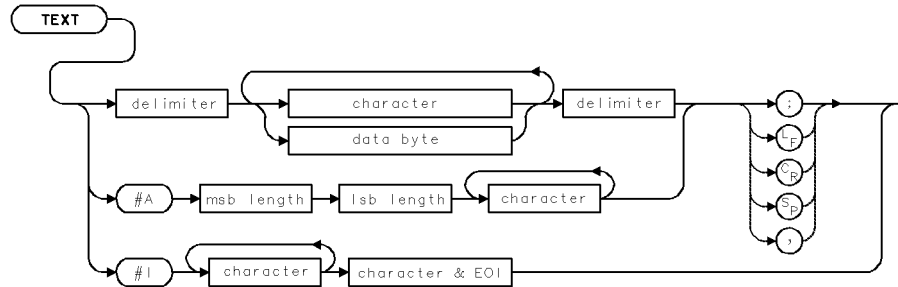 TEXT
delimiter character delimiter ;
data byte LF
CR
#A msb length lsb length character SP
,
#I character character & EOI